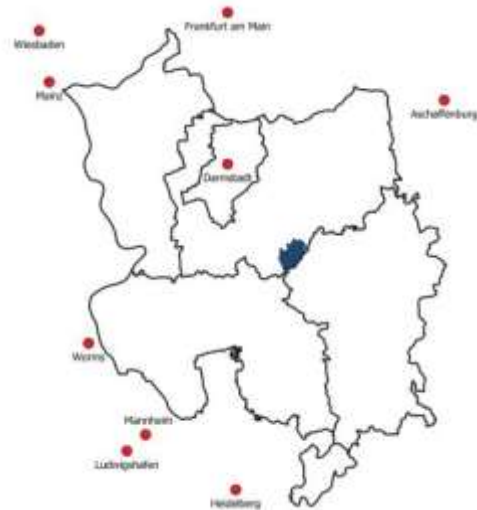 Frankfurt am Main
Wiesbaden
Mainz
Aschaffenburg
Darmstadt
Worms
Mannheim
Ludwigshafen
Heidelberg